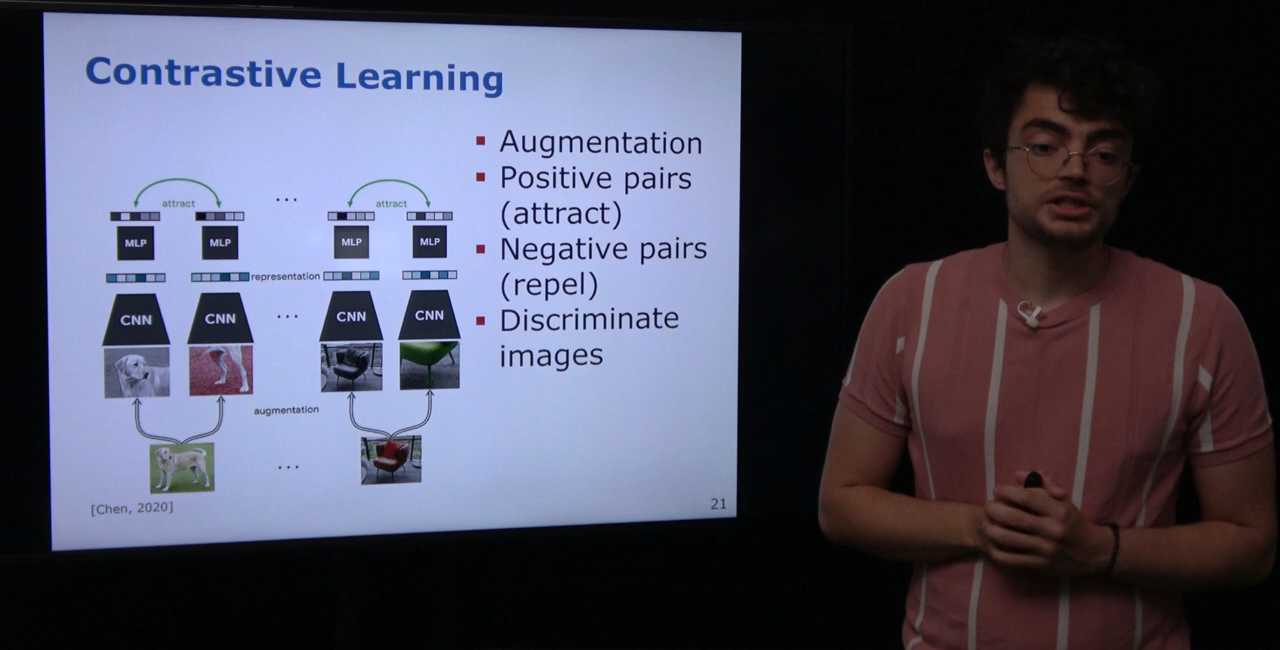 Contrastive Learning
▪ Augmentation
▪ Positive pairs
(attract)
▪ Negative pairs
(repel)
▪ Discriminate
images
attract ... attract
MLP MLP MLP MLP
representation
CNN CNN ... CNN CNN
augmentation
...
[Chen, 2020]
21